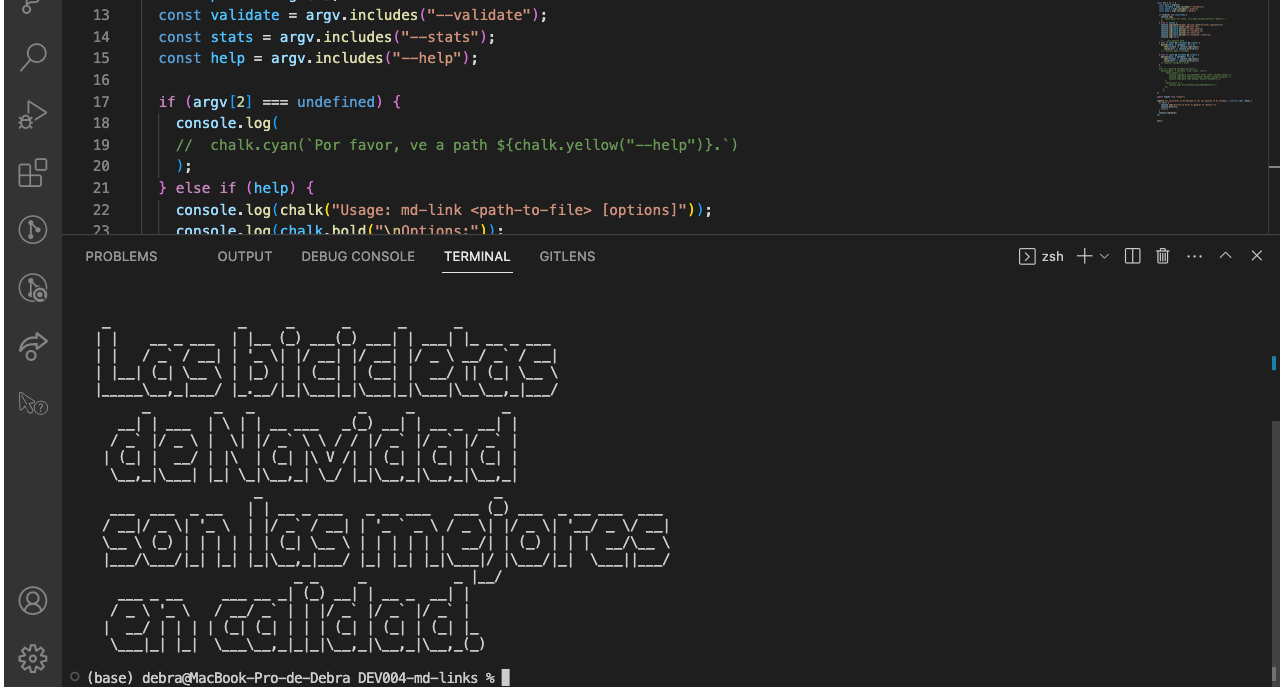 13 const validate = argv.includes("--validate");
14 const stats = argv.includes("--stats");
15 const help = argv.includes("--help");
16
17 if (argv[2] === undefined) {
18 console.log(
19 // chalk.cyan(`Por favor, ve a path ${chalk.yellow("--help")}.`)
20 );
21 } else if (help) {
22 console.log(chalk("Usage: md-link <path-to-file> [options]"));
23 console.log(chalk.bold("\nOptions:"));
PROBLEMS OUTPUT DEBUG CONSOLE TERMINAL GITLENS zsh
Las bicicletas
de Navidad
son las mejores
en calidad.
(base) debra@MacBook-Pro-de-Debra DEV004-md-links %